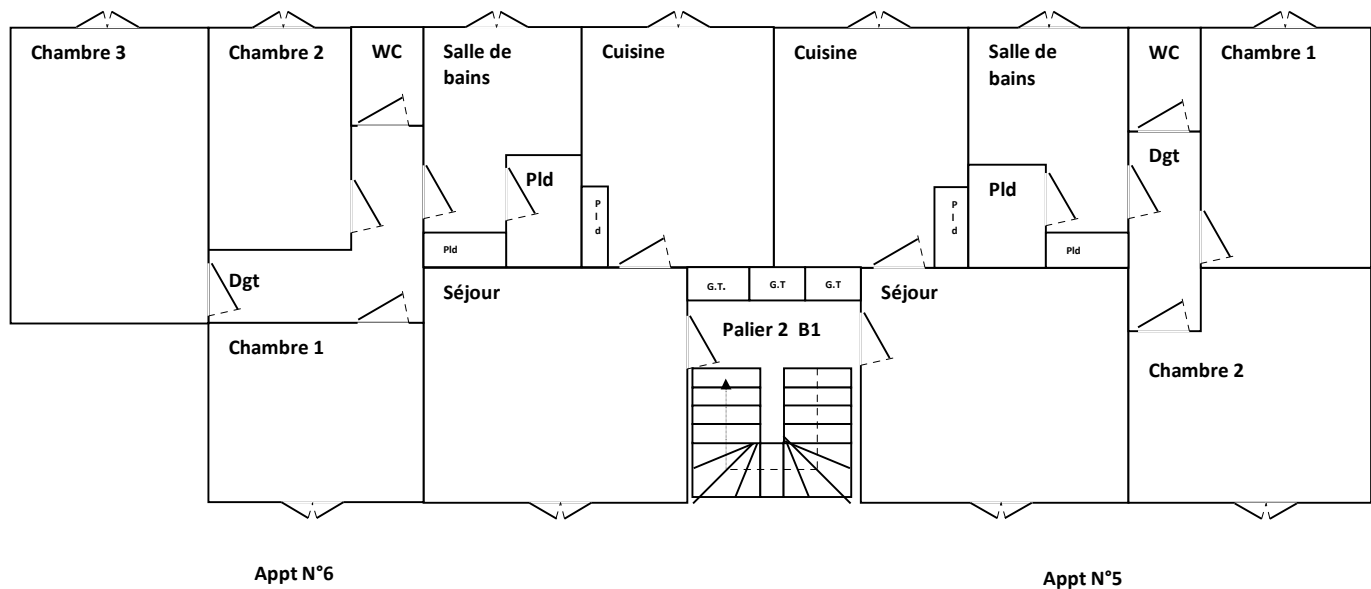 Chambre 3
Chambre 2
WC
Salle de
bains
Cuisine
Cuisine
Salle de
bains
WC
Chambre 1
Dgt
Pld
Pld
P
l
d
P
l
d
Pld
Pld
Dgt
Séjour
G.T.
G.T
G.T
Séjour
Palier 2 B1
Chambre 1
Chambre 2
Appt N°6
Appt N°5